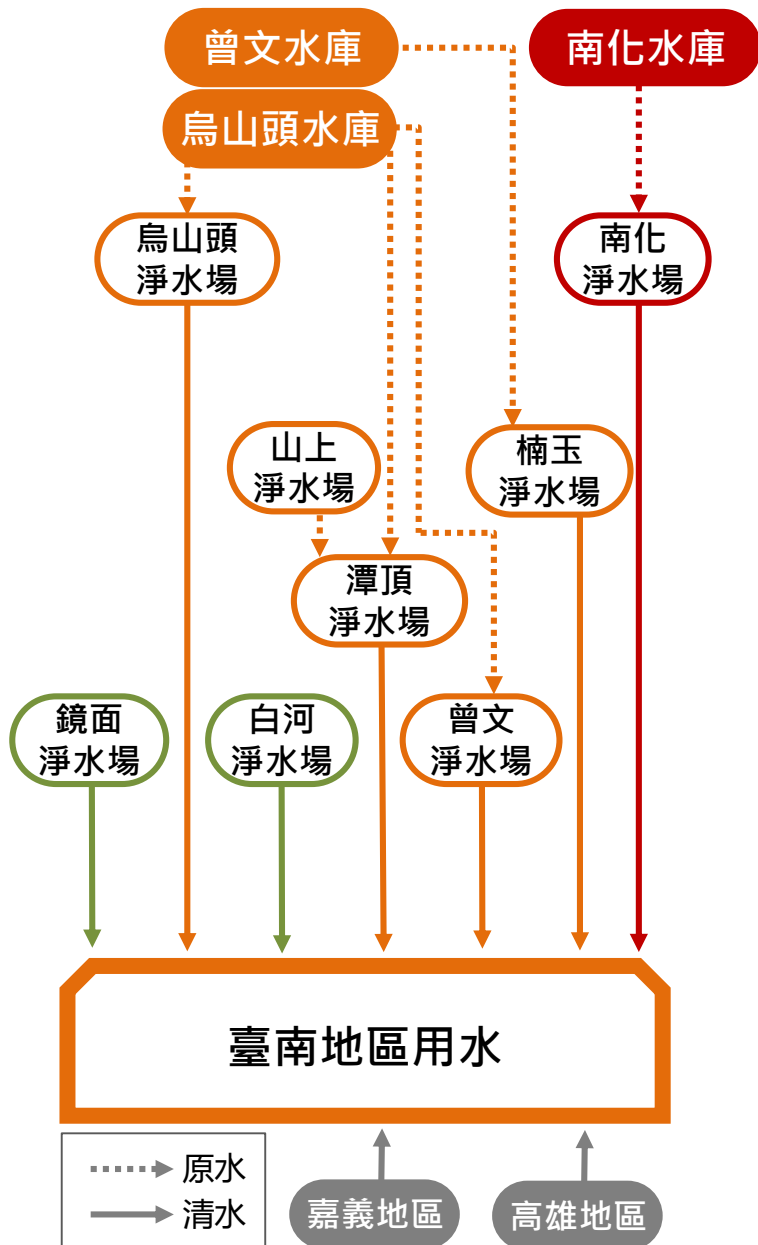 曾文水庫
南化水庫
烏山頭水庫
烏山頭
淨水場
南化
淨水場
山上
淨水場
楠玉
淨水場
潭頂
淨水場
鏡面
淨水場
白河
淨水場
曾文
淨水場
臺南地區用水
原水
清水
嘉義地區
高雄地區